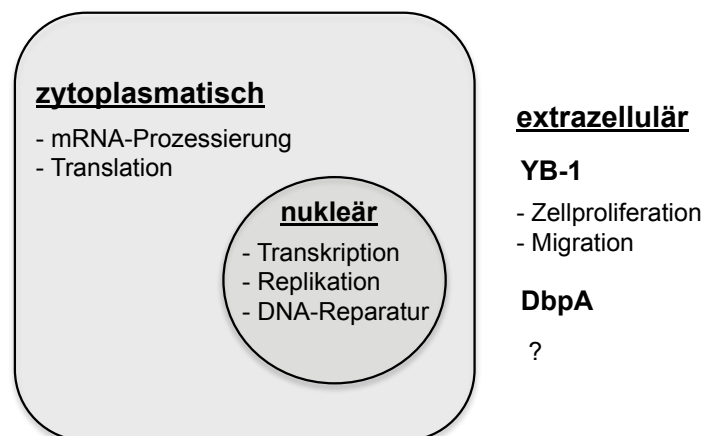 zytoplasmatisch
- mRNA-Prozessierung
- Translation
nukleär
- Transkription
- Replikation
- DNA-Reparatur
extrazellulär
YB-1
- Zellproliferation
- Migration
DbpA
?